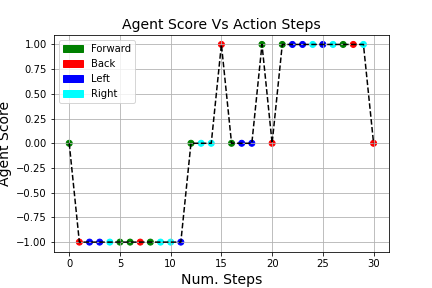 Agent Score Vs Action Steps
Forward
Back
Left
Right
1.00
0.75
0.50
0.25
0.00
−0.25
−0.50
−0.75
−1.00
Agent Score
0 5 10 15 20 25 30
Num. Steps